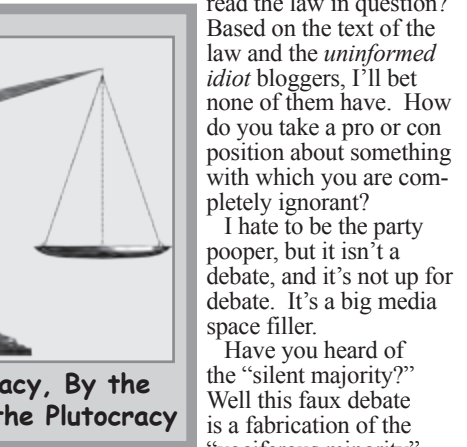 read the law in question?
Based on the text of the
law and the uninformed
idiot bloggers, I'll bet
none of them have. How
do you take a pro or con
position about something
with which you are com-
pletely ignorant?
I hate to be the party
pooper, but it isn't a
debate, and it's not up for
debate. It's a big media
space filler.
Have you heard of
the “silent majority?”
Well this faux debate
is a fabrication of the
“vociferous minority”
By the
the Plutocracy